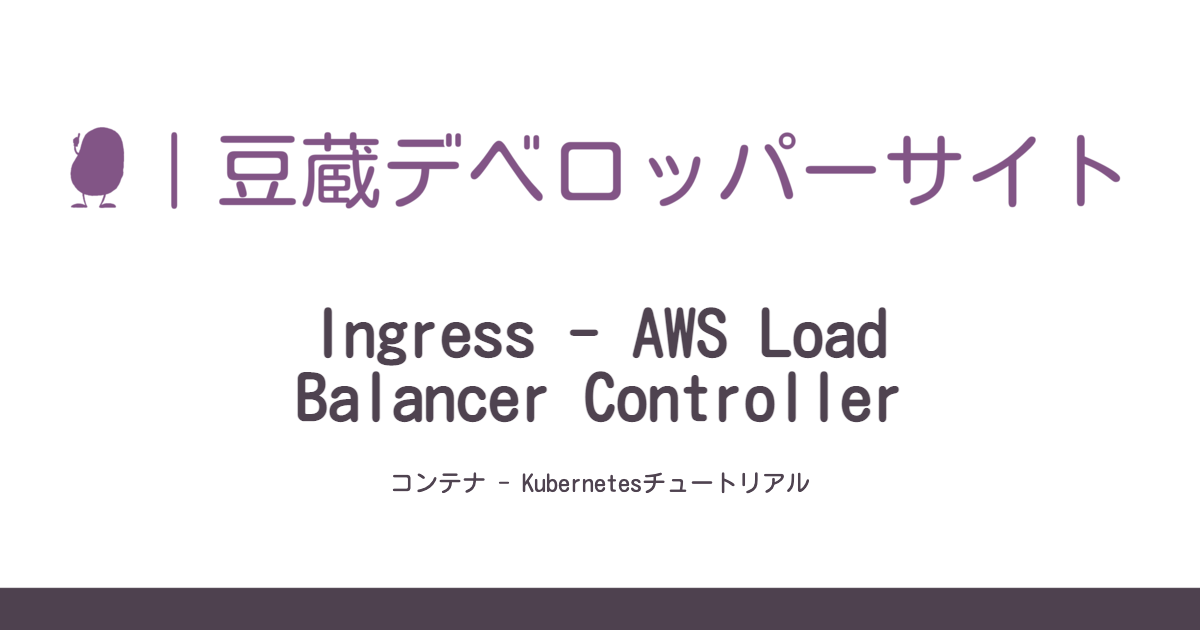 |豆蔵デベロッパーサイト
Ingress - AWS Load
Balancer Controller
コンテナ - Kubernetesチュートリアル